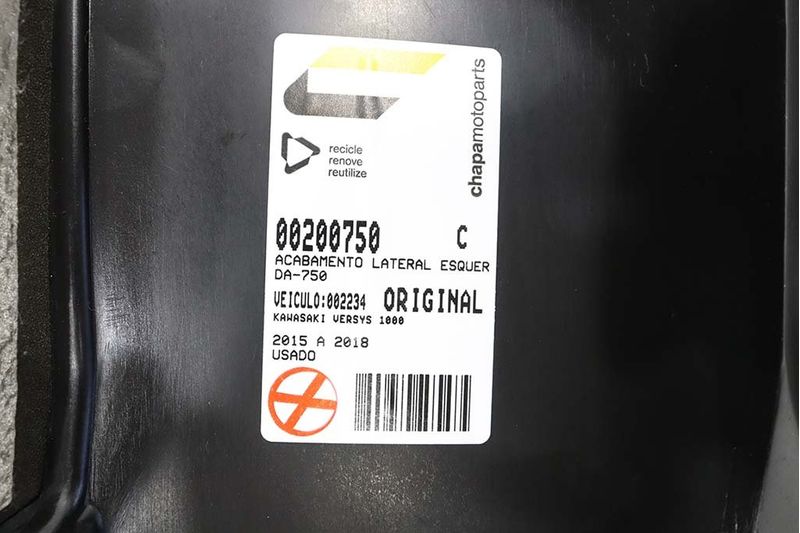 chapamotoparts
recicle
renove
reutilize
00200750 C
ACABAMENTO LATERAL ESQUER
DA-750
VEICULO:002234 ORIGINAL
KAWASAKI VERSYS 1000
2015 A 2018
USADO